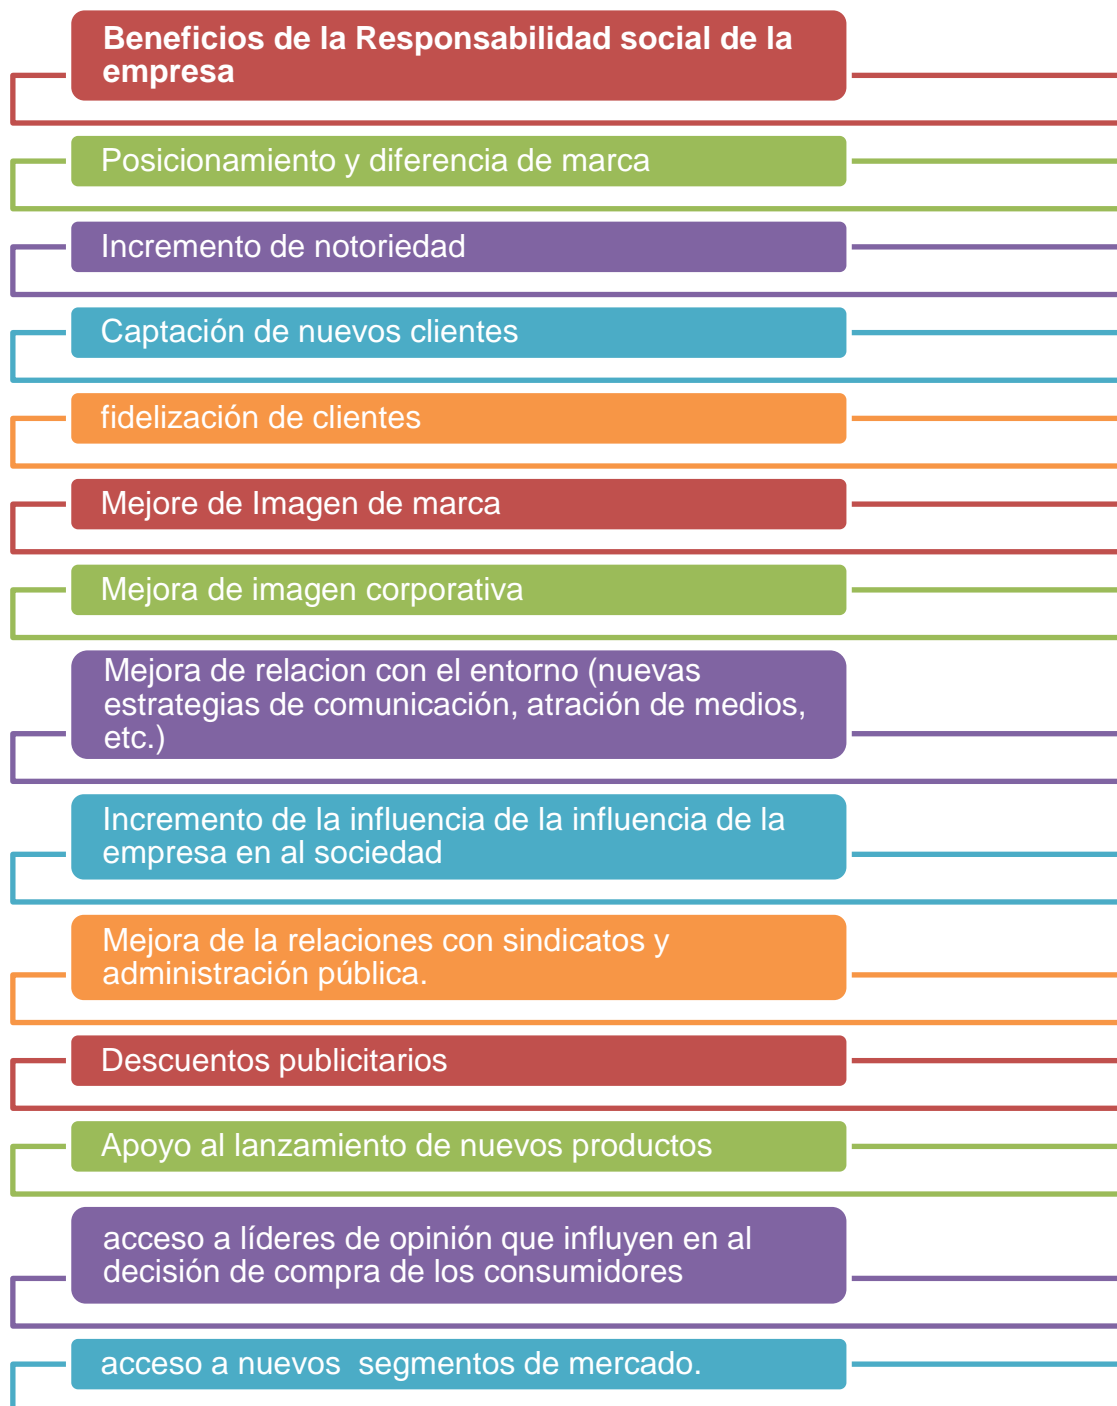 Beneficios de la Responsabilidad social de la
empresa
Posicionamiento y diferencia de marca
Incremento de notoriedad
Captación de nuevos clientes
fidelización de clientes
Mejore de Imagen de marca
Mejora de imagen corporativa
Mejora de relacion con el entorno (nuevas
estrategias de comunicación, atración de medios,
etc.)
Incremento de la influencia de la influencia de la
empresa en al sociedad
Mejora de la relaciones con sindicatos y
administración pública.
Descuentos publicitarios
Apoyo al lanzamiento de nuevos productos
acceso a líderes de opinión que influyen en al
decisión de compra de los consumidores
acceso a nuevos  segmentos de mercado.